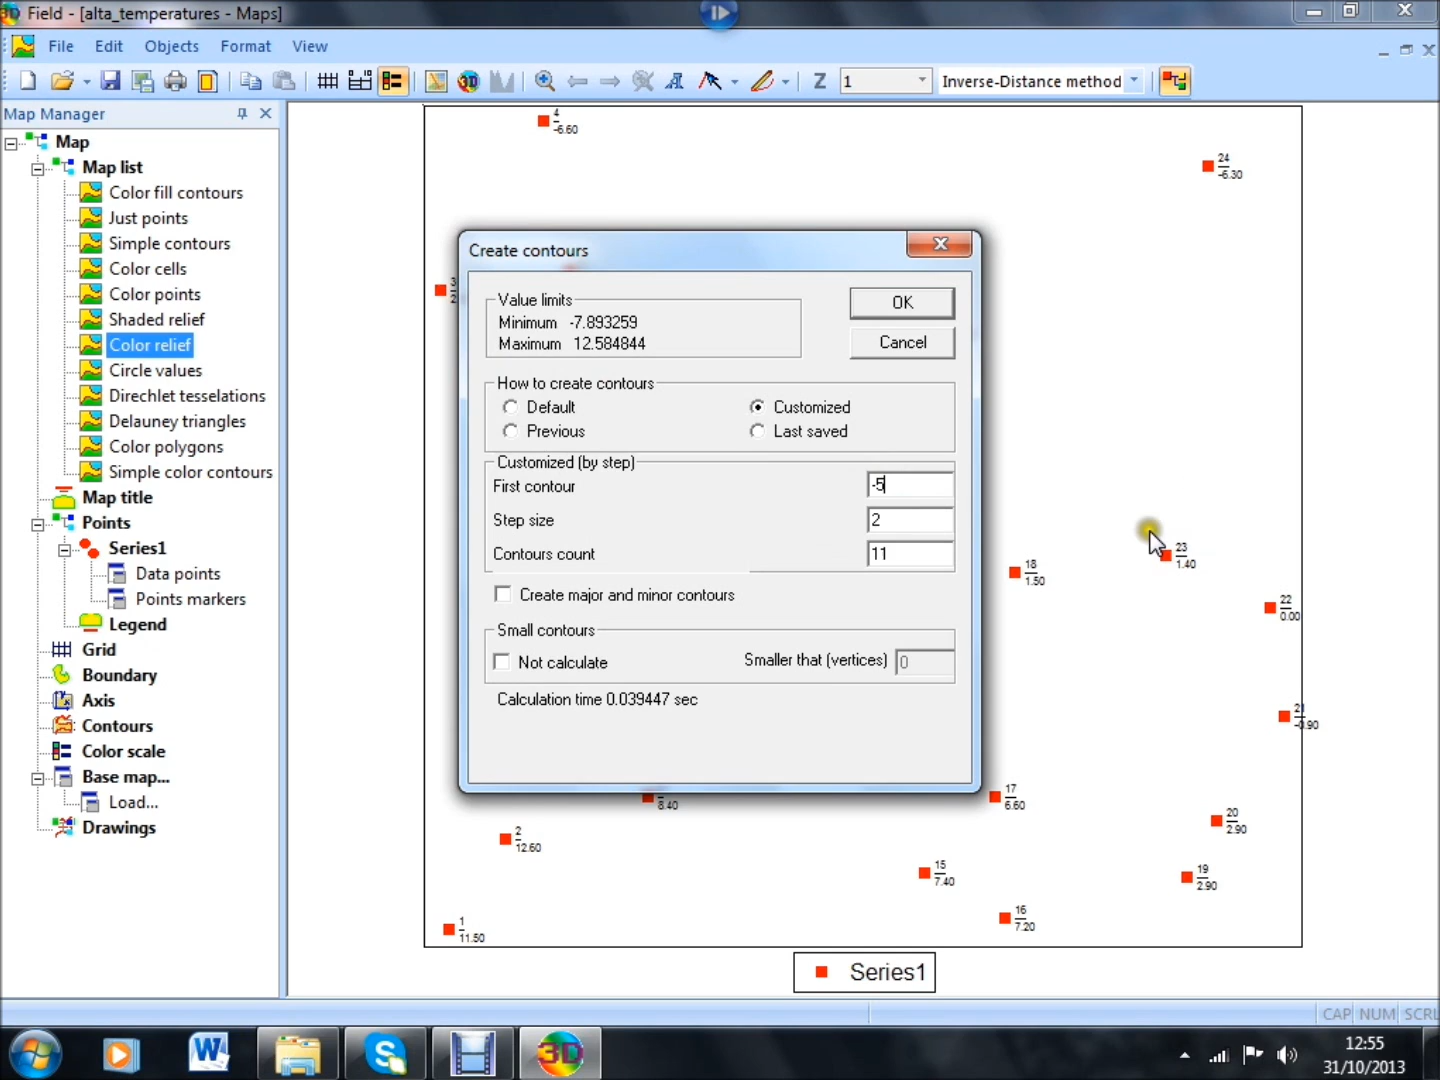 3D Field - [alta_temperatures - Maps]
File Edit Objects Format View
Z 1 Inverse-Distance method
Map Manager
Map
Map list
Color fill contours
Just points
Simple contours
Color cells
Color points
Shaded relief
Color relief
Circle values
Direchlet tesselations
Delauney triangles
Color polygons
Simple color contours
Map title
Points
Series1
Data points
Points markers
Legend
Grid
Boundary
Axis
Contours
Color scale
Base map...
Load...
Drawings
4
-6.60
24
-6.30
3
2
Create contours
Value limits
Minimum -7.893259
Maximum 12.584844
OK
Cancel
How to create contours
Default Customized
Previous Last saved
Customized (by step)
First contour -5
Step size 2
Contours count 11
Create major and minor contours
Small contours
Not calculate Smaller that (vertices) 0
Calculation time 0.039447 sec
18
1.50
23
1.40
22
0.00
21
-0.90
8.40
17
6.60
20
2.90
2
12.60
15
7.40
19
2.90
16
7.20
1
11.50
Series1
CAP NUM SCRL
3D
12:55
31/10/2013